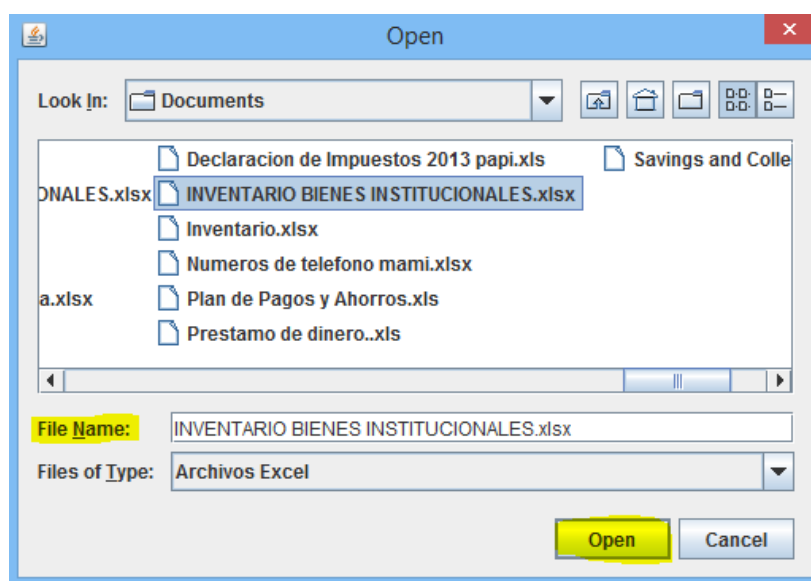 Open
Look In: Documents
Declaracion de Impuestos 2013 papi.xls Savings and Colle
ONALES.xlsx INVENTARIO BIENES INSTITUCIONALES.xlsx
Inventario.xlsx
Numeros de telefono mami.xlsx
a.xlsx Plan de Pagos y Ahorros.xls
Prestamo de dinero..xls
File Name: INVENTARIO BIENES INSTITUCIONALES.xlsx
Files of Type: Archivos Excel
Open Cancel